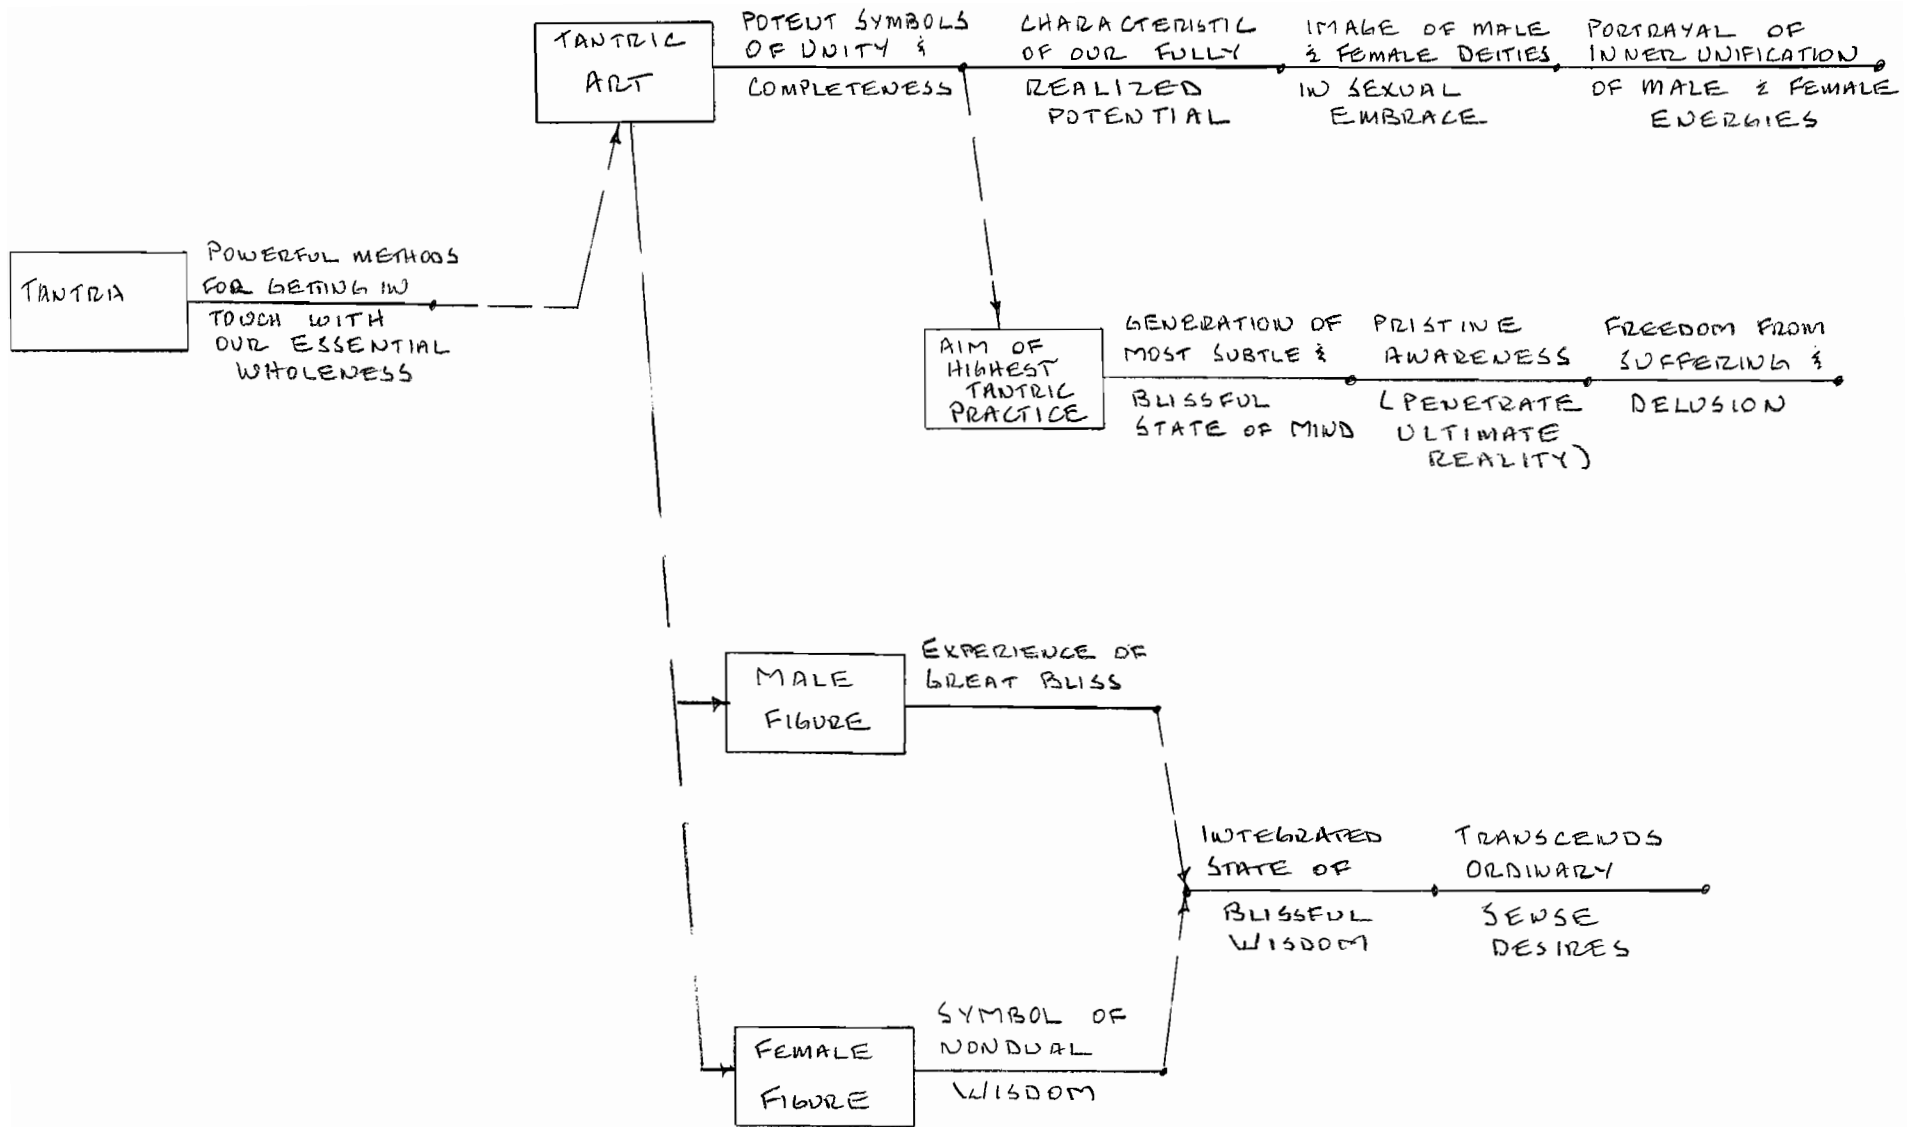 TANTRIC
ART
POTENT SYMBOLS
OF UNITY &
COMPLETENESS
CHARACTERISTIC
OF OUR FULLY
REALIZED
POTENTIAL
IMAGE OF MALE
& FEMALE DEITIES
IN SEXUAL
EMBRACE
PORTRAYAL OF
INNER UNIFICATION
OF MALE & FEMALE
ENERGIES
TANTRA
POWERFUL METHODS
FOR GETTING IN
TOUCH WITH
OUR ESSENTIAL
WHOLENESS
AIM OF
HIGHEST
TANTRIC
PRACTICE
GENERATION OF
MOST SUBTLE &
BLISSFUL
STATE OF MIND
PRISTINE
AWARENESS
(PENETRATE
ULTIMATE
REALITY)
FREEDOM FROM
SUFFERING &
DELUSION
MALE
FIGURE
EXPERIENCE OF
GREAT BLISS
INTEGRATED
STATE OF
BLISSFUL
WISDOM
TRANSCENDS
ORDINARY
SENSE
DESIRES
FEMALE
FIGURE
SYMBOL OF
NONDUAL
WISDOM